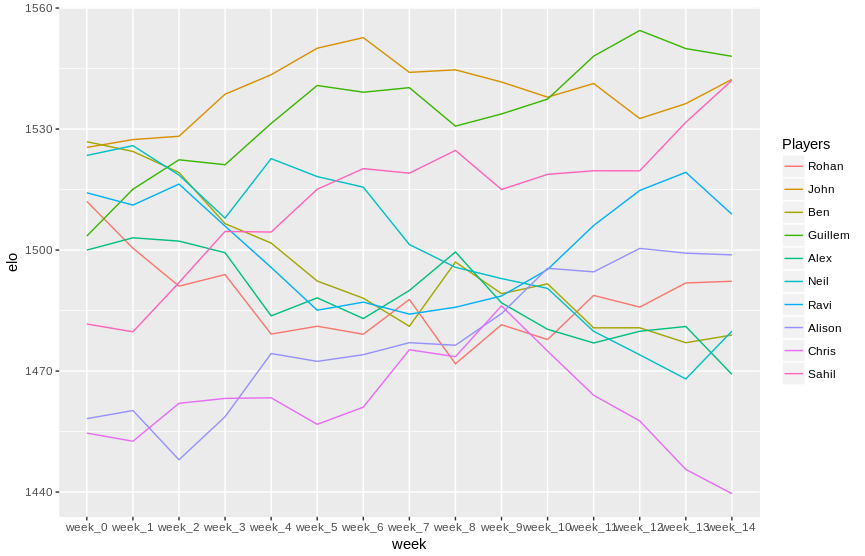 1560
1530
1500
1470
1440
elo
week_0 week_1 week_2 week_3 week_4 week_5 week_6 week_7 week_8 week_9 week_10 week_11 week_12 week_13 week_14
week
Players
Rohan
John
Ben
Guillem
Alex
Neil
Ravi
Alison
Chris
Sahil